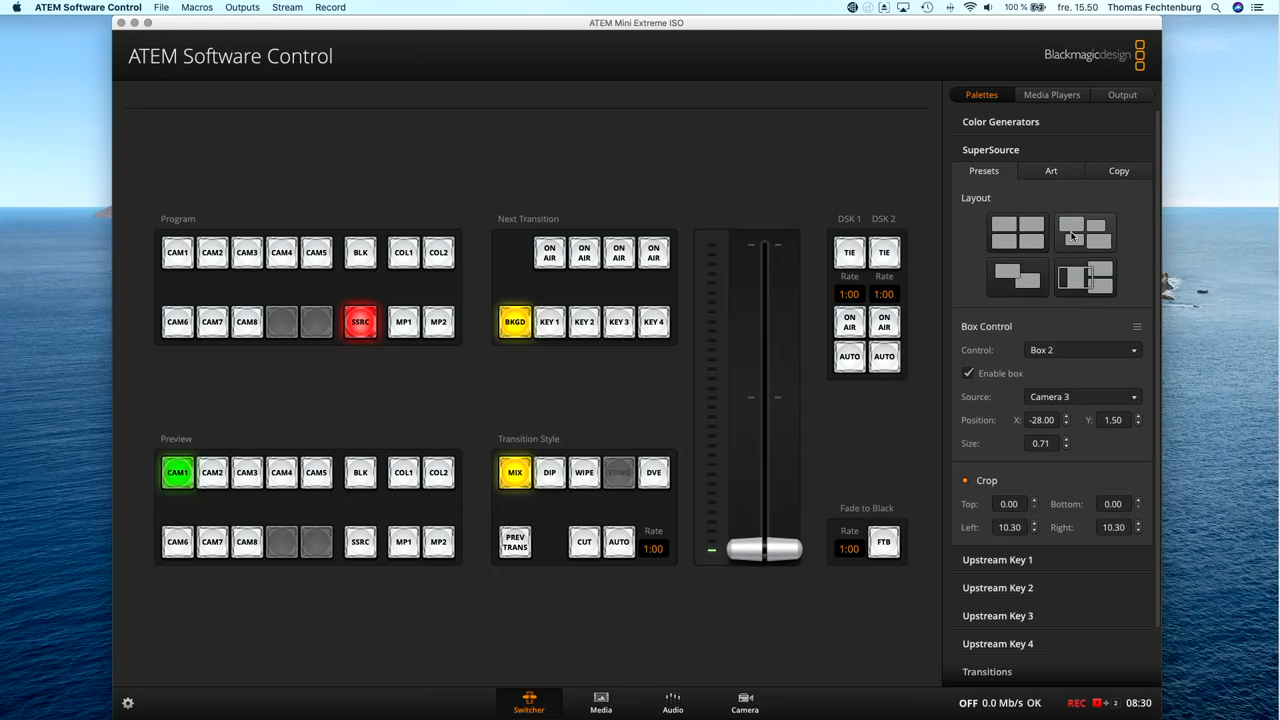 ATEM Software Control File Macros Outputs Stream Record 100 % fre. 15.50 Thomas Fechtenburg
ATEM Mini Extreme ISO
ATEM Software Control
Blackmagicdesign
Palettes Media Players Output
Color Generators
SuperSource
Presets Art Copy
Layout
Program
CAM1 CAM2 CAM3 CAM4 CAM5 BLK COL1 COL2
CAM6 CAM7 CAM8 SSRC MP1 MP2
Next Transition
ON AIR ON AIR ON AIR ON AIR
BKGD KEY 1 KEY 2 KEY 3 KEY 4
DSK 1 DSK 2
TIE TIE
Rate Rate
1:00 1:00
ON AIR ON AIR
AUTO AUTO
Box Control
Control: Box 2
Enable box
Source: Camera 3
Position: X: -28.00 Y: 1.50
Size: 0.71
Crop
Top: 0.00 Bottom: 0.00
Left: 10.30 Right: 10.30
Preview
CAM1 CAM2 CAM3 CAM4 CAM5 BLK COL1 COL2
CAM6 CAM7 CAM8 SSRC MP1 MP2
Transition Style
MIX DIP WIPE STING DVE
PREV TRANS CUT AUTO Rate 1:00
Fade to Black
Rate
1:00 FTB
Upstream Key 1
Upstream Key 2
Upstream Key 3
Upstream Key 4
Transitions
Switcher Media Audio Camera
OFF 0.0 Mb/s OK REC 1 2 08:30